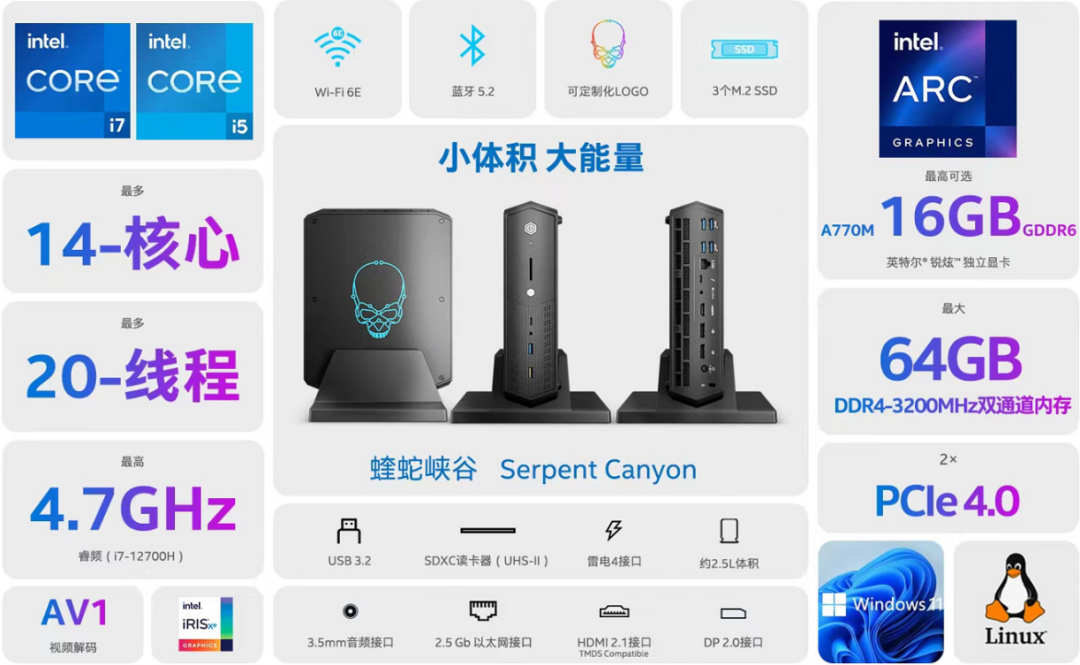 intel.
CORE™
i7
intel.
CORE
i5
最多
14-核心
最多
20-线程
最高
4.7GHz
睿频（i7-12700H）
AV1
视频解码
intel.
iRISxe
GRAPHICS
6E
Wi-Fi 6E
蓝牙 5.2
可定制化LOGO
SSD
3个M.2 SSD
小体积 大能量
蝰蛇峡谷 Serpent Canyon
USB 3.2
SDXC读卡器（UHS-II）
雷电4接口
约2.5L体积
3.5mm音频接口
2.5 Gb 以太网接口
HDMI 2.1接口
TMDS Compatible
DP 2.0接口
intel.
ARC™
GRAPHICS
最高可选
A770M 16GB GDDR6
英特尔® 锐炫™ 独立显卡
最大
64GB
DDR4-3200MHz双通道内存
2×
PCIe 4.0
Windows 11
Linux